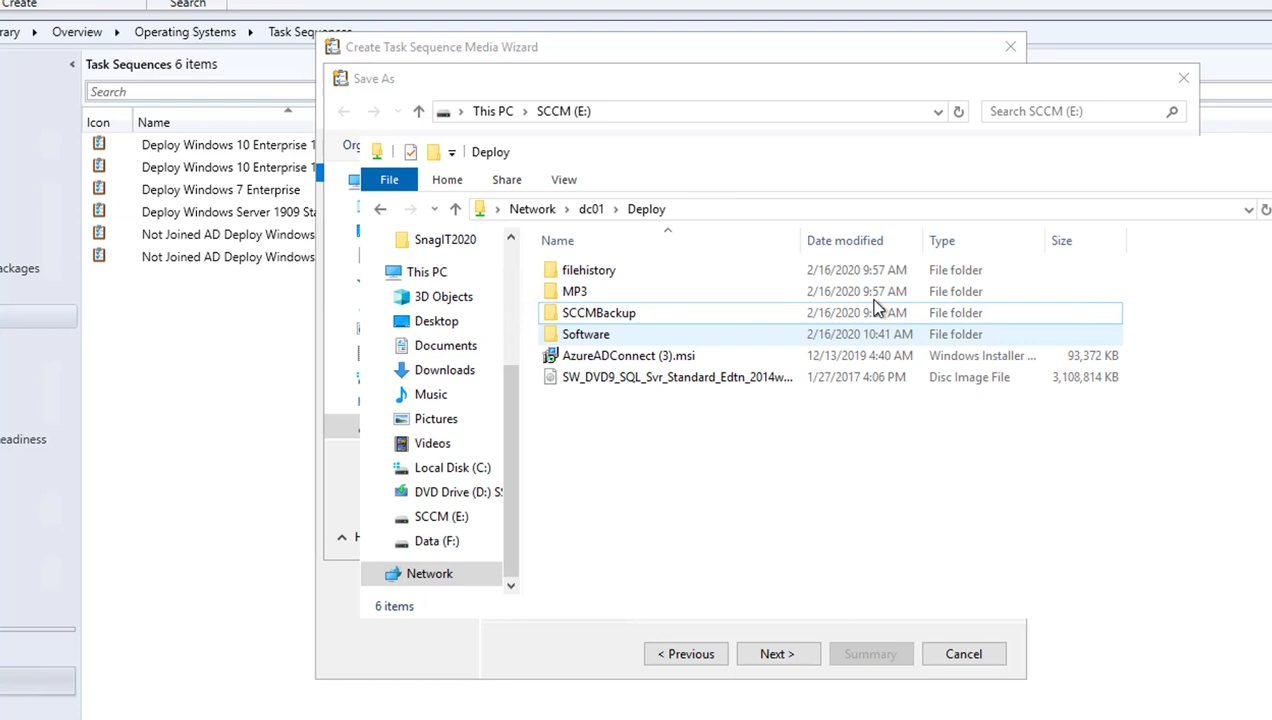 Create
Search
rary
Overview
Operating Systems
Task Sequences
Task Sequences 6 items
Search
Icon
Name
Deploy Windows 10 Enterprise 1
Deploy Windows 10 Enterprise 1
Deploy Windows 7 Enterprise
Deploy Windows Server 1909 Sta
Not Joined AD Deploy Windows
Not Joined AD Deploy Windows
ackages
eadiness
Create Task Sequence Media Wizard
Save As
This PC
SCCM (E:)
Search SCCM (E:)
Org
Deploy
File
Home
Share
View
Network
dc01
Deploy
SnagIT2020
This PC
3D Objects
Desktop
Documents
Downloads
Music
Pictures
Videos
Local Disk (C:)
DVD Drive (D:) S
SCCM (E:)
Data (F:)
Network
Name Date modified Type Size
filehistory 2/16/2020 9:57 AM File folder
MP3 2/16/2020 9:57 AM File folder
SCCMBackup 2/16/2020 AM File folder
Software 2/16/2020 10:41 AM File folder
AzureADConnect (3).msi 12/13/2019 4:40 AM Windows Installer ... 93,372 KB
SW_DVD9_SQL_Svr_Standard_Edtn_2014w... 1/27/2017 4:06 PM Disc Image File 3,108,814 KB
6 items
H
< Previous
Next >
Summary
Cancel